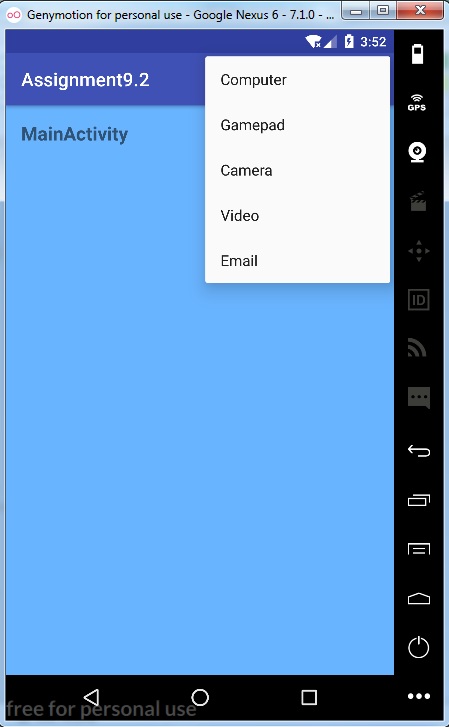 Genymotion for personal use - Google Nexus 6 - 7.1.0 - ...
3:52
Assignment9.2
MainActivity
Computer
Gamepad
Camera
Video
Email
GPS
ID
free for personal use